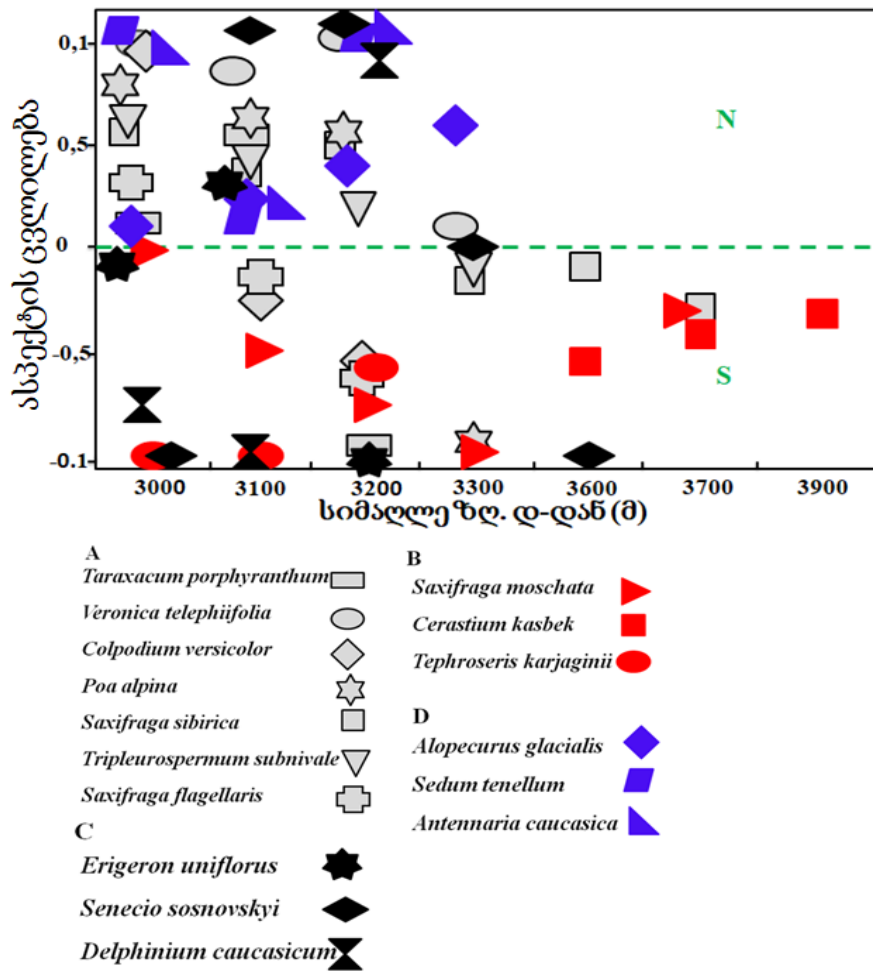 0,1
0,5
0
-0,5
-0.1
ასპექტის ცვლილება
N
S
3000 3100 3200 3300 3600 3700 3900
სიმაღლე ზღ. დ-დან (მ)
A
Taraxacum porphyranthum
Veronica telephiifolia
Colpodium versicolor
Poa alpina
Saxifraga sibirica
Tripleurospermum subnivale
Saxifraga flagellaris
C
Erigeron uniflorus
Senecio sosnovskyi
Delphinium caucasicum
B
Saxifraga moschata
Cerastium kasbek
Tephroseris karjaginii
D
Alopecurus glacialis
Sedum tenellum
Antennaria caucasica